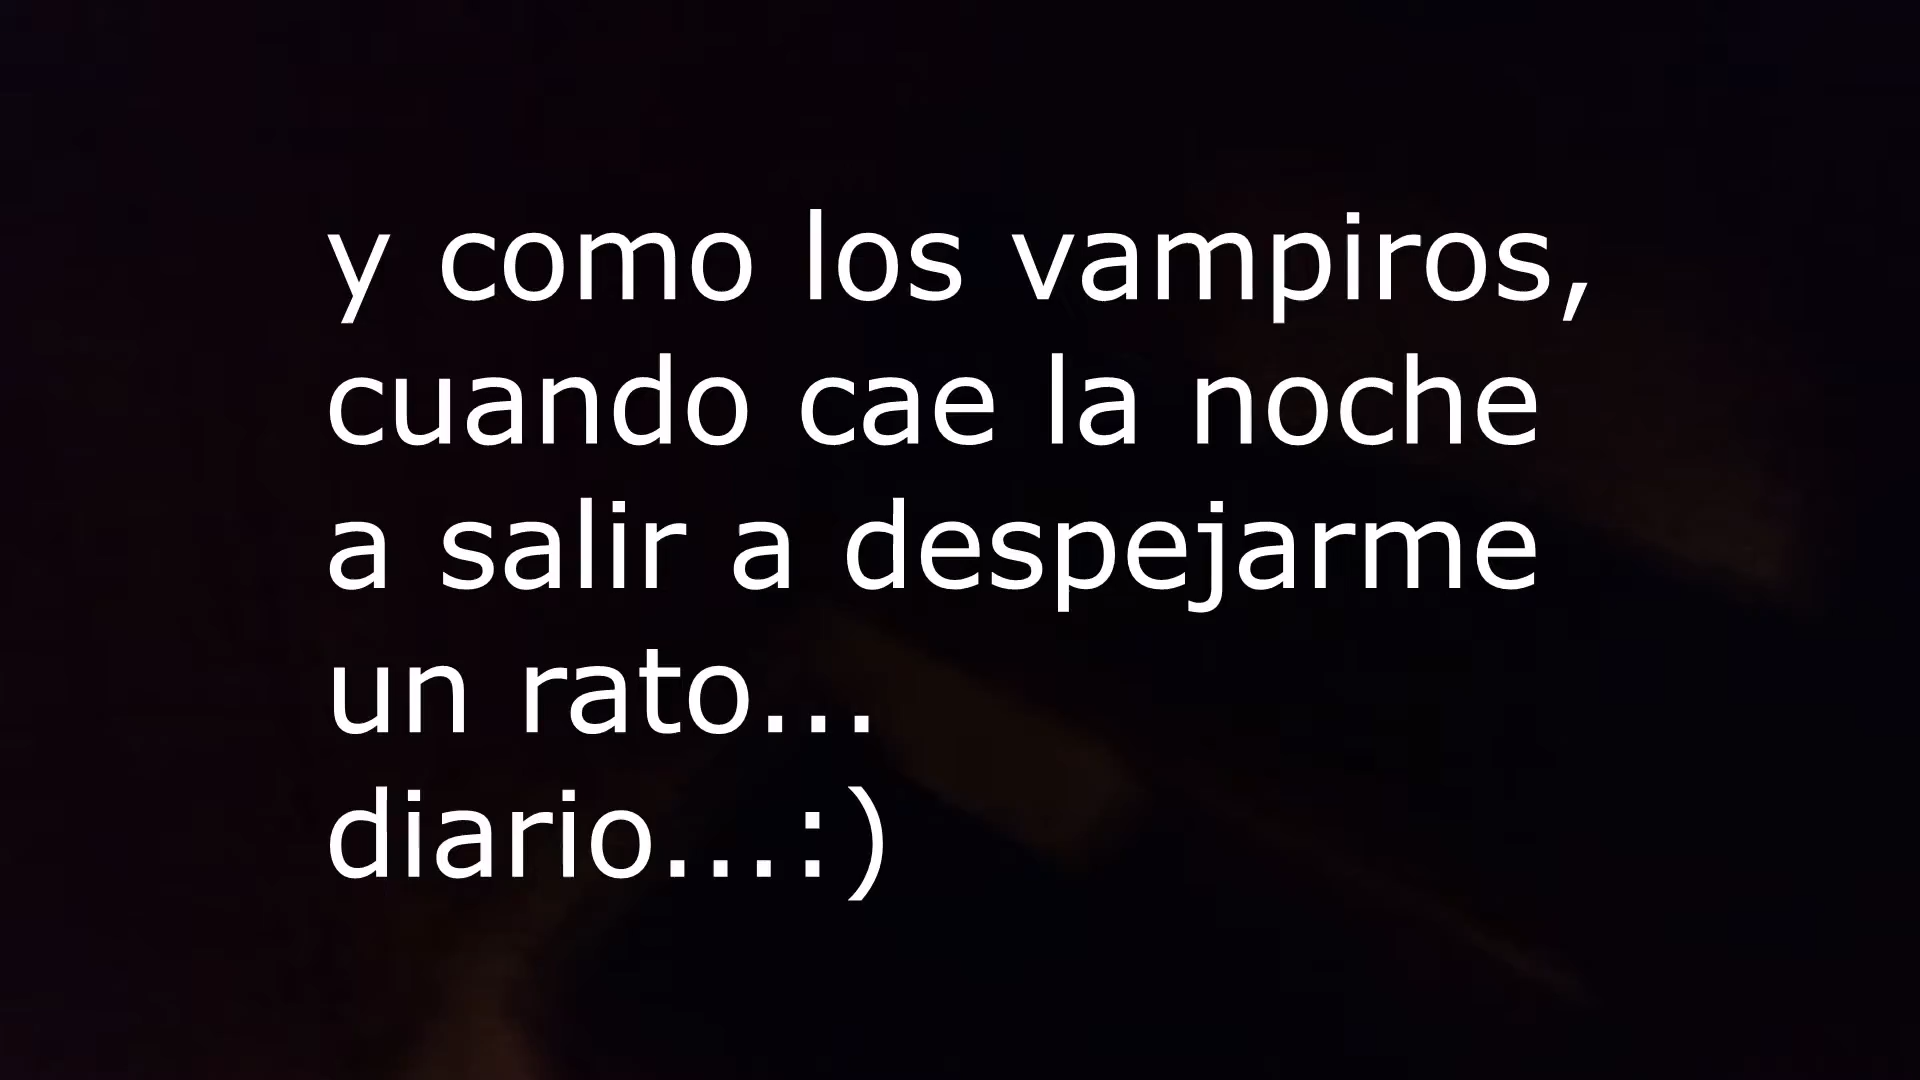 y como los vampiros,
cuando cae la noche
a salir a despejarme
un rato...
diario...:)